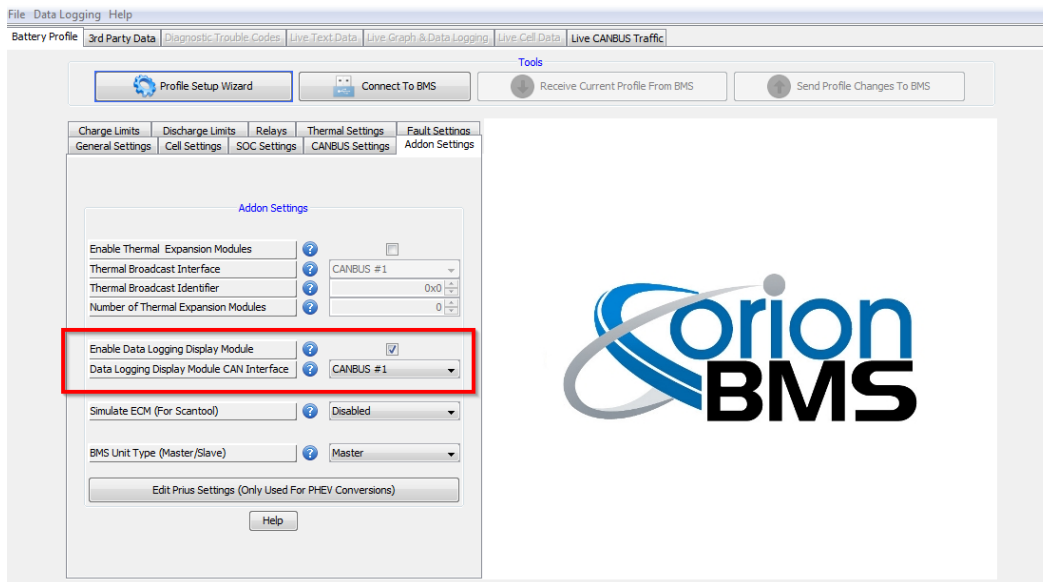 File Data Logging Help
Battery Profile 3rd Party Data Diagnostic Trouble Codes Live Text Data Live Graph & Data Logging Live Cell Data Live CANBUS Traffic
Tools
Profile Setup Wizard Connect To BMS Receive Current Profile From BMS Send Profile Changes To BMS
Charge Limits Discharge Limits Relays Thermal Settings Fault Settings
General Settings Cell Settings SOC Settings CANBUS Settings Addon Settings
Addon Settings
Enable Thermal Expansion Modules ?
Thermal Broadcast Interface ? CANBUS #1
Thermal Broadcast Identifier ? 0x0
Number of Thermal Expansion Modules ? 0
Enable Data Logging Display Module ?
Data Logging Display Module CAN Interface ? CANBUS #1
Simulate ECM (For Scantool) ? Disabled
BMS Unit Type (Master/Slave) ? Master
Edit Prius Settings (Only Used For PHEV Conversions)
Help
orion
BMS